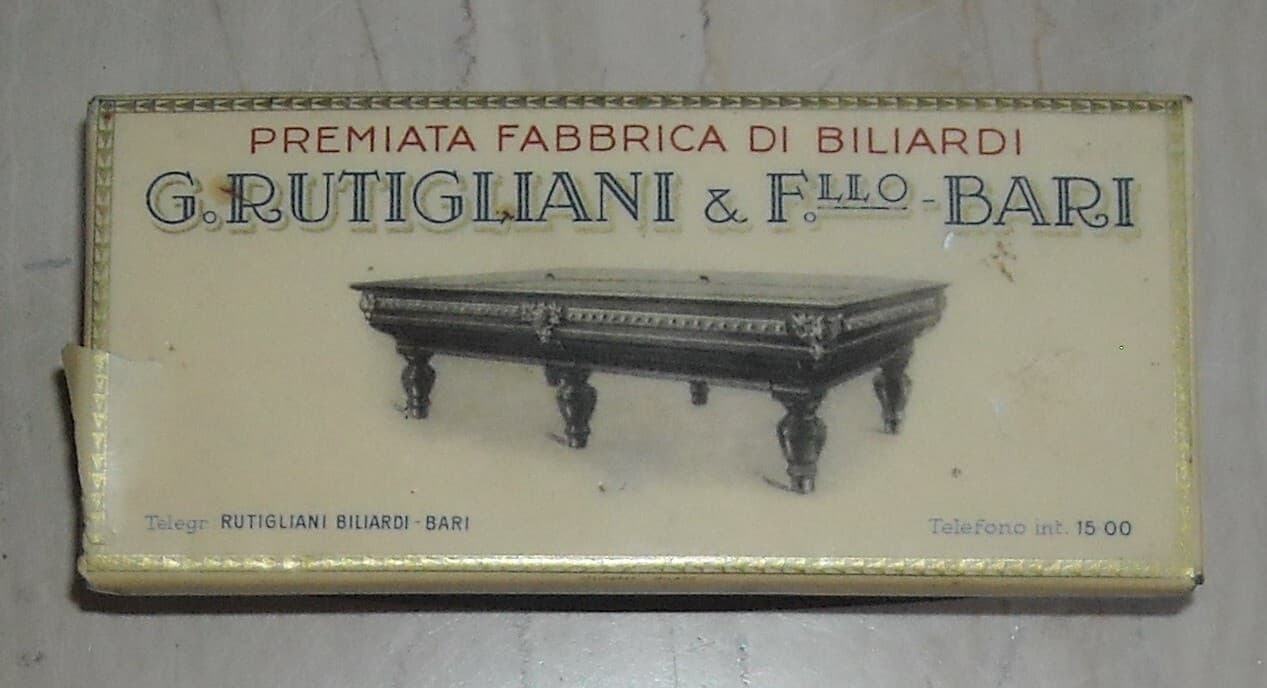 PREMIATA FABBRICA DI BILIARDI
G. RUTIGLIANI & F.LLO - BARI
Telegr. RUTIGLIANI BILIARDI - BARI
Telefono int. 15 00